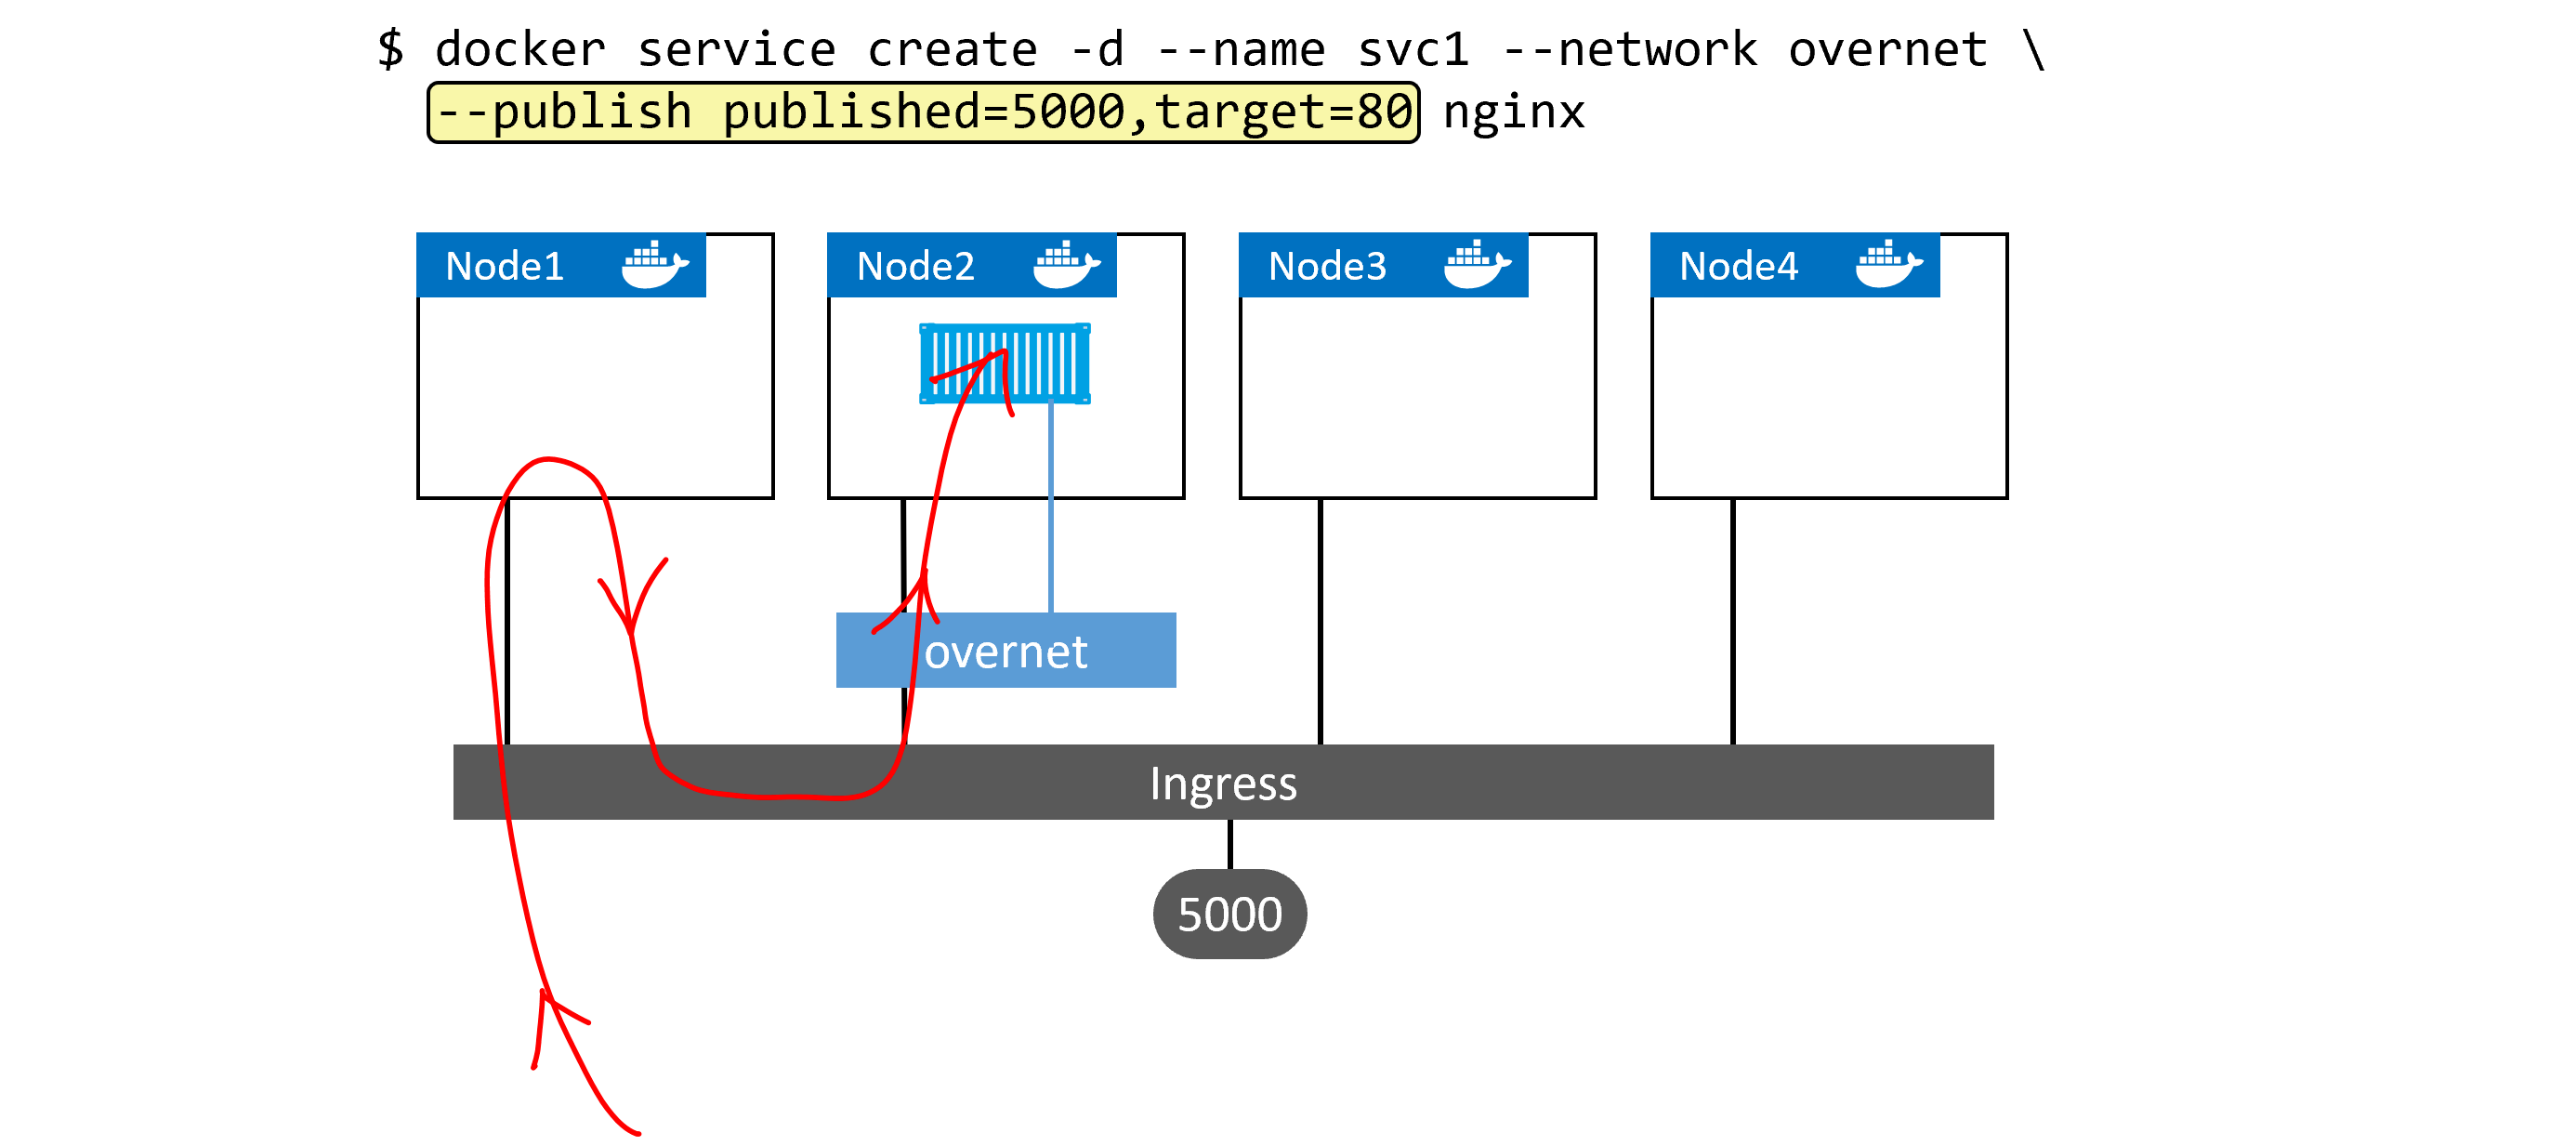 $ docker service create -d --name svc1 --network overnet \
--publish published=5000,target=80 nginx
Node1
Node2
Node3
Node4
overnet
Ingress
5000